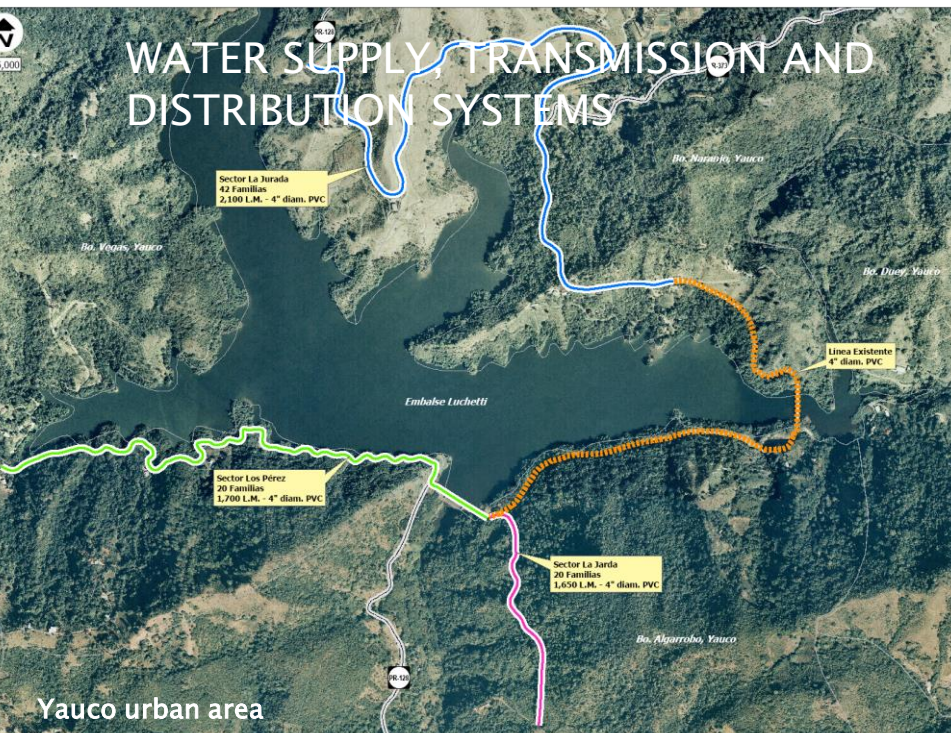 WATER SUPPLY, TRANSMISSION AND
DISTRIBUTION SYSTEMS
PR-128
Bo. Naranjo, Yauco
Sector La Jurada
42 Familias
2,100 L.M. - 4" diam. PVC
Bo. Vegas, Yauco
Bo. Duey, Yauco
Línea Existente
4" diam. PVC
Embalse Luchetti
Sector Los Pérez
20 Familias
1,700 L.M. - 4" diam. PVC
Sector La Jarda
20 Familias
1,650 L.M. - 4" diam. PVC
Bo. Algarrobo, Yauco
PR-128
Yauco urban area